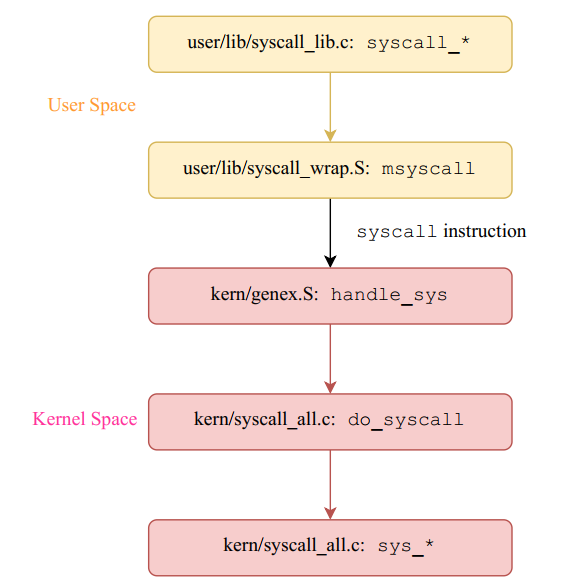 user/lib/syscall_lib.c: syscall_*
User Space
user/lib/syscall_wrap.S: msyscall
syscall instruction
kern/genex.S: handle_sys
Kernel Space
kern/syscall_all.c: do_syscall
kern/syscall_all.c: sys_*